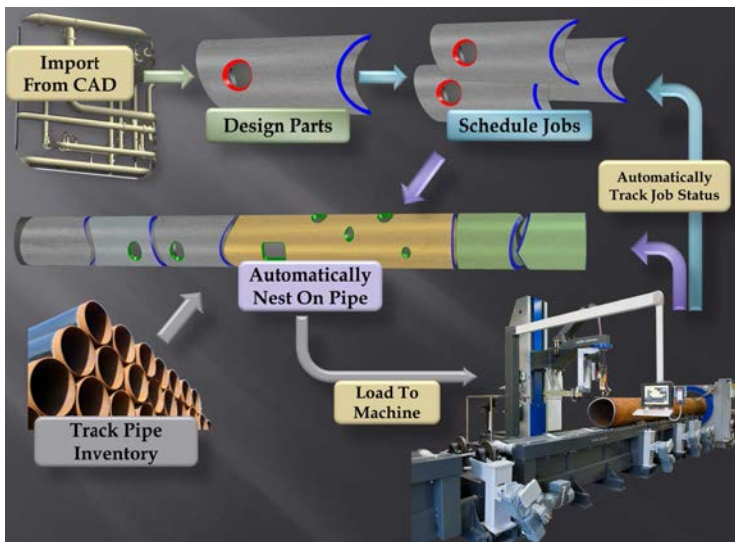 Import
From CAD
Design Parts
Schedule Jobs
Automatically
Track Job Status
Automatically
Nest On Pipe
Load To
Machine
Track Pipe
Inventory